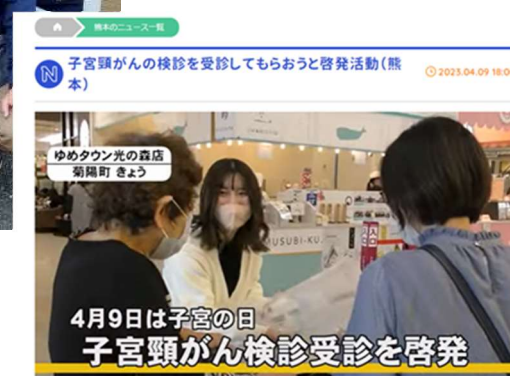 熊本のニュース一覧
子宮頸がんの検診を受診してもらおうと啓発活動(熊
本)
2023.04.09 18:0
ゆめタウン光の森店
菊陽町 きょう
MUSUBI-KU
4月9日は子宮の日
子宮頸がん検診受診を啓発